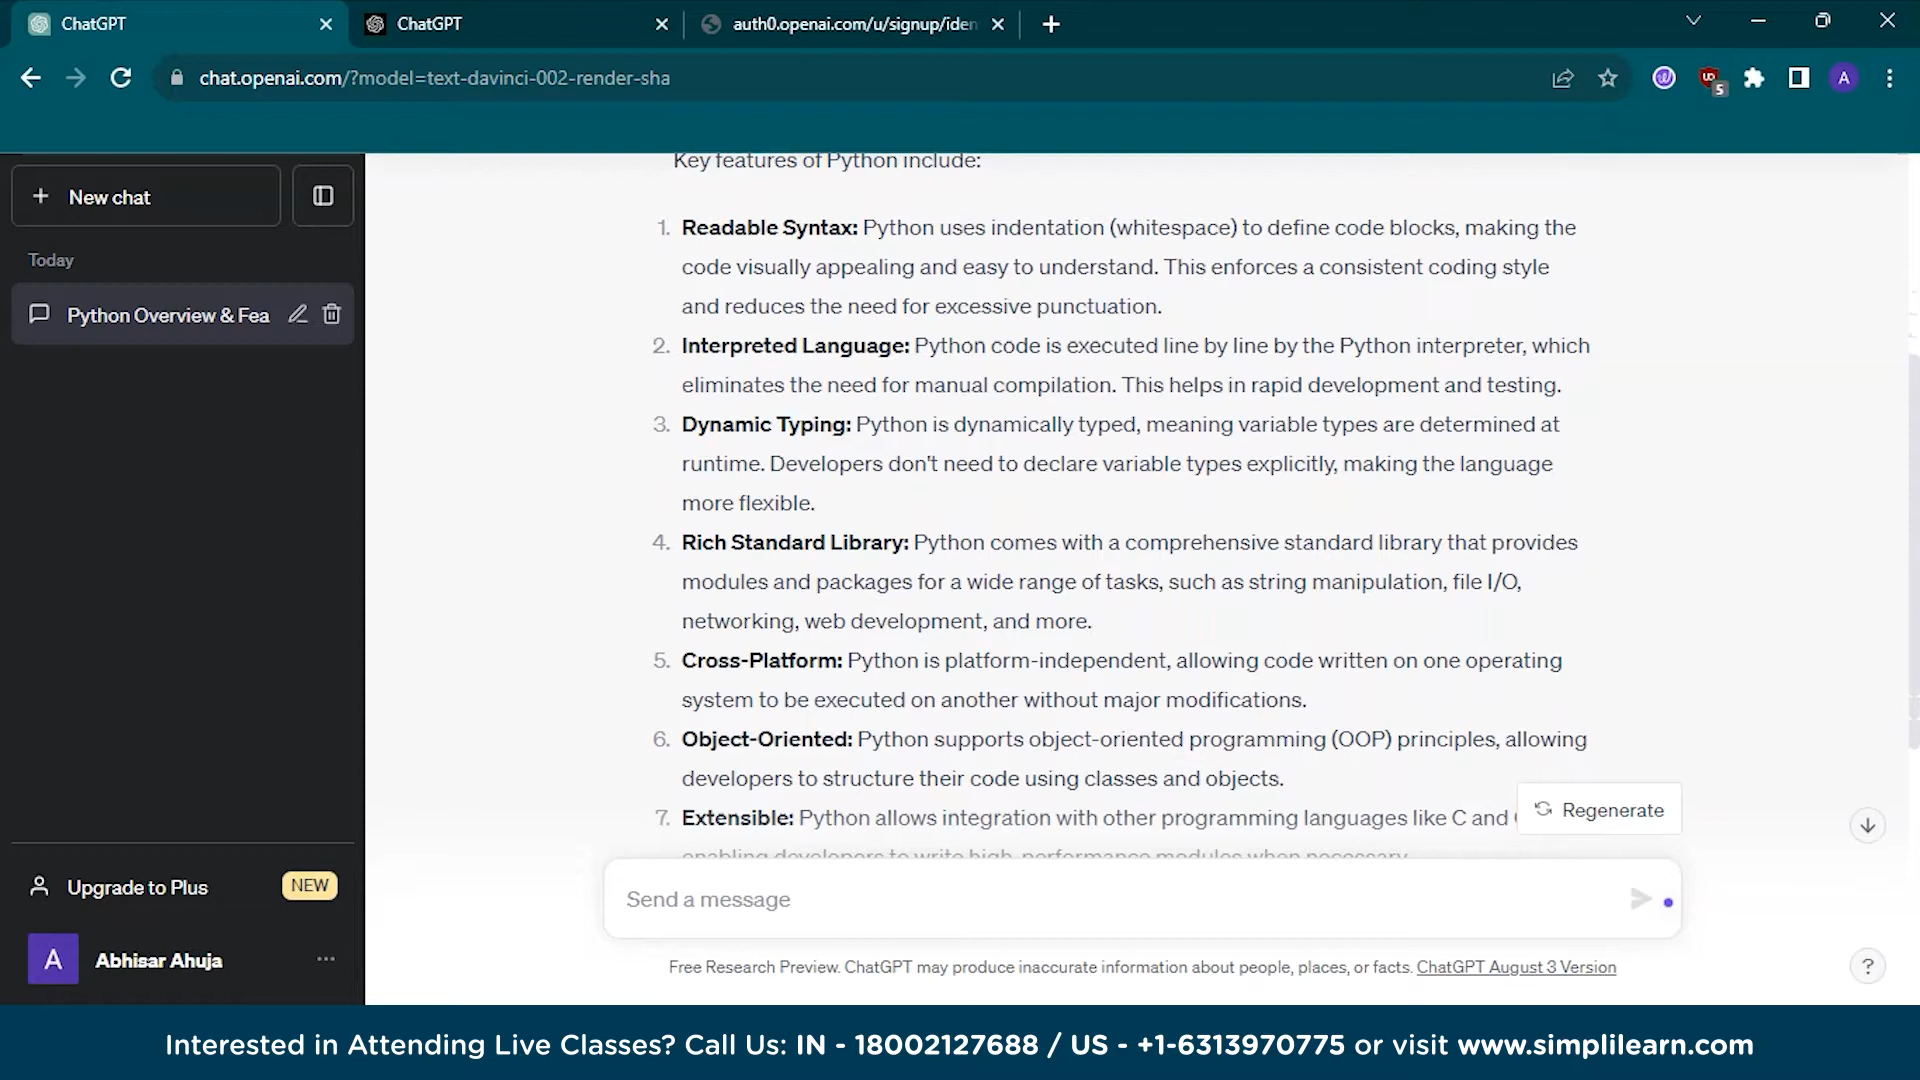 ChatGPT
ChatGPT
auth0.openai.com/u/signup/iden
chat.openai.com/?model=text-davinci-002-render-sha
UD
5
A
New chat
Today
Python Overview & Fea
Key features of Python include:
1. Readable Syntax: Python uses indentation (whitespace) to define code blocks, making the
code visually appealing and easy to understand. This enforces a consistent coding style
and reduces the need for excessive punctuation.
2. Interpreted Language: Python code is executed line by line by the Python interpreter, which
eliminates the need for manual compilation. This helps in rapid development and testing.
3. Dynamic Typing: Python is dynamically typed, meaning variable types are determined at
runtime. Developers don't need to declare variable types explicitly, making the language
more flexible.
4. Rich Standard Library: Python comes with a comprehensive standard library that provides
modules and packages for a wide range of tasks, such as string manipulation, file I/O,
networking, web development, and more.
5. Cross-Platform: Python is platform-independent, allowing code written on one operating
system to be executed on another without major modifications.
6. Object-Oriented: Python supports object-oriented programming (OOP) principles, allowing
developers to structure their code using classes and objects.
7. Extensible: Python allows integration with other programming languages like C and
enabling developers to write high-performance modules when necessary.
Regenerate
Upgrade to Plus
NEW
A
Abhisar Ahuja
Send a message
Free Research Preview. ChatGPT may produce inaccurate information about people, places, or facts. ChatGPT August 3 Version
?
Interested in Attending Live Classes? Call Us: IN - 18002127688 / US - +1-6313970775 or visit www.simplilearn.com